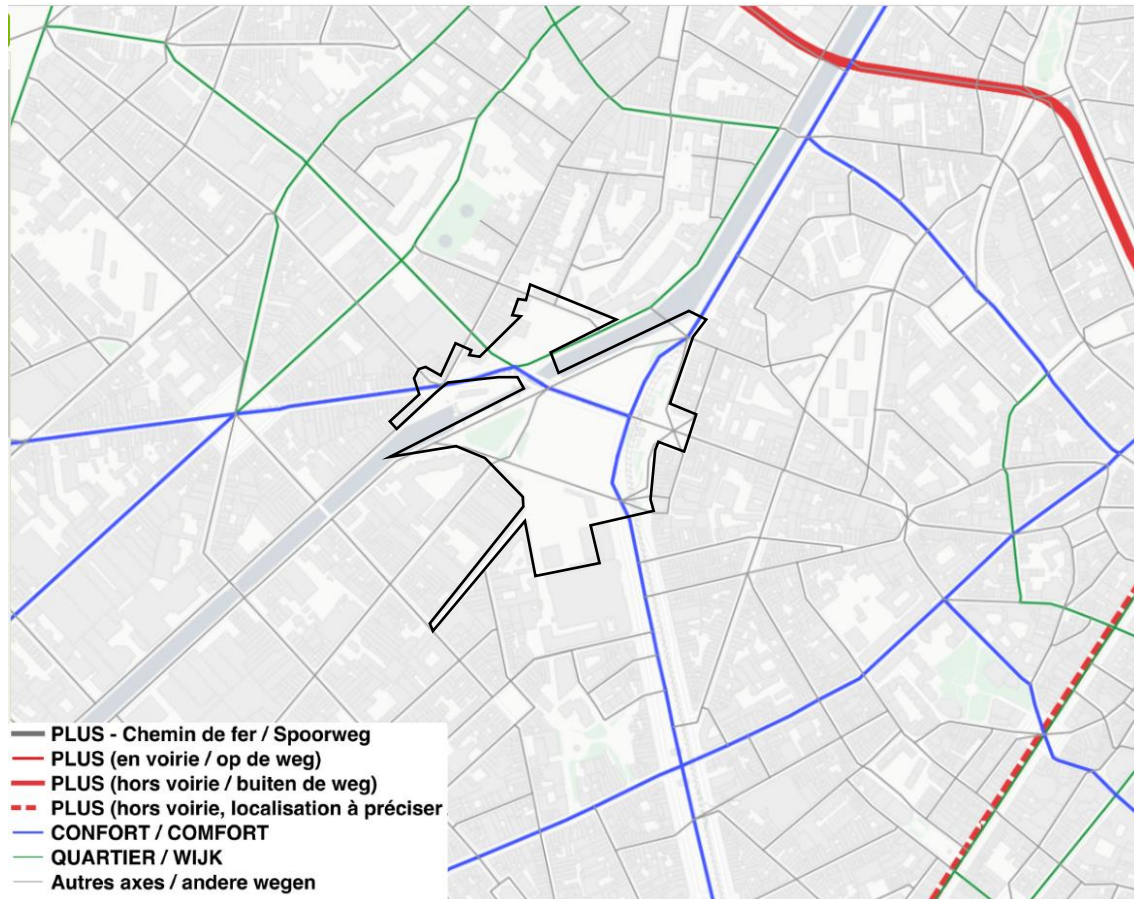 PLUS - Chemin de fer / Spoorweg
PLUS (en voirie / op de weg)
PLUS (hors voirie / buiten de weg)
PLUS (hors voirie, localisation à préciser
CONFORT / COMFORT
QUARTIER / WIJK
Autres axes / andere wegen